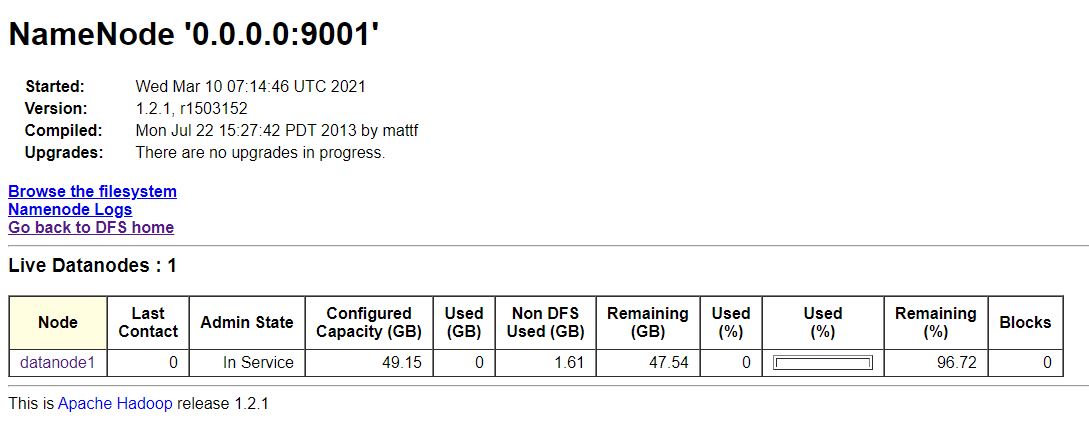 NameNode '0.0.0.0:9001'
Started: Wed Mar 10 07:14:46 UTC 2021
Version: 1.2.1, r1503152
Compiled: Mon Jul 22 15:27:42 PDT 2013 by mattf
Upgrades: There are no upgrades in progress.
Browse the filesystem
Namenode Logs
Go back to DFS home
Live Datanodes : 1
Node Last Contact Admin State Configured Capacity (GB) Used (GB) Non DFS Used (GB) Remaining (GB) Used (%) Used (%) Remaining (%) Blocks
datanode1 0 In Service 49.15 0 1.61 47.54 0 96.72 0
This is Apache Hadoop release 1.2.1